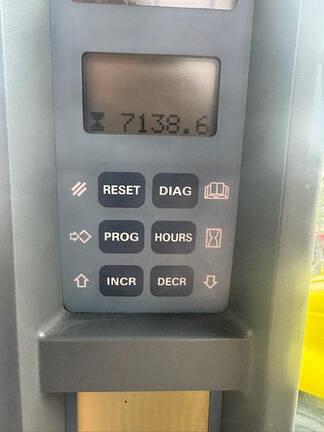 7138.6
RESET DIAG
PROG HOURS
INCR DECR